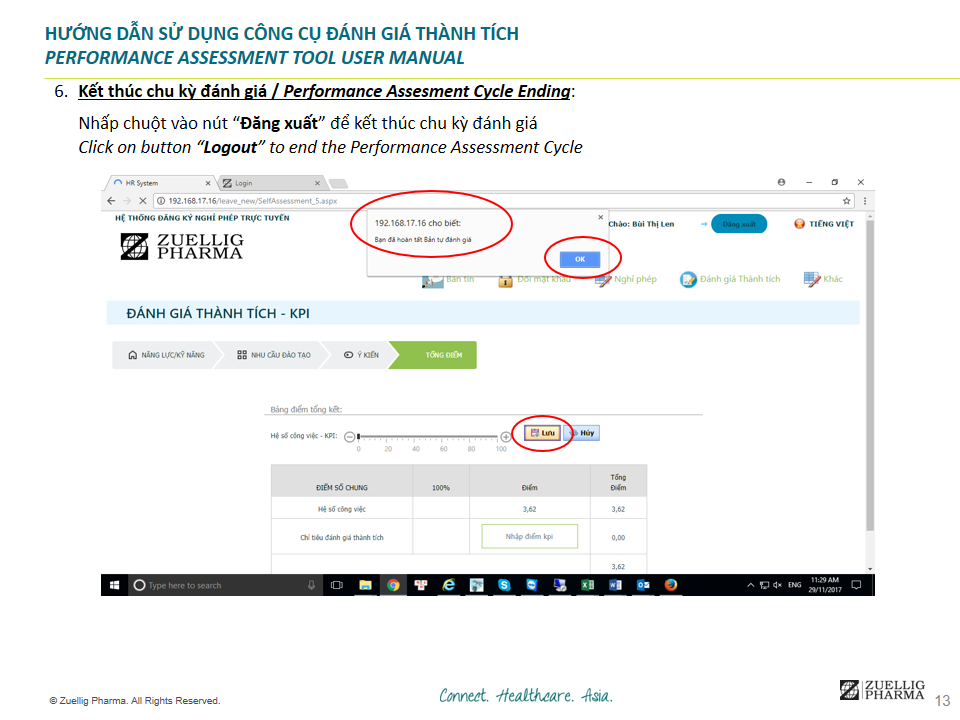 HƯỚNG DẪN SỬ DỤNG CÔNG CỤ ĐÁNH GIÁ THÀNH TÍCH
PERFORMANCE ASSESSMENT TOOL USER MANUAL
6. Kết thúc chu kỳ đánh giá / Performance Assesment Cycle Ending:
Nhấp chuột vào nút “Đăng xuất” để kết thúc chu kỳ đánh giá
Click on button “Logout” to end the Performance Assessment Cycle
HR System
Login
192.168.17.16/leave_new/SelfAssessment_5.aspx
HỆ THỐNG ĐĂNG KÝ NGHỈ PHÉP TRỰC TUYẾN
192.168.17.16 cho biết:
Bạn đã hoàn tất Bản tự đánh giá
OK
Chào: Bùi Thị Len
Đăng xuất
TIẾNG VIỆT
ZUELLIG
PHARMA
Bản tin
Đổi mật khẩu
Nghỉ phép
Đánh giá Thành tích
Khác
ĐÁNH GIÁ THÀNH TÍCH - KPI
NĂNG LỰC/KỸ NĂNG
NHU CẦU ĐÀO TẠO
Ý KIẾN
TỔNG ĐIỂM
Bảng điểm tổng kết:
Hệ số công việc - KPI:
0 20 40 60 80 100
Lưu
Hủy
ĐIỂM SỐ CHUNG 100% Điểm Tổng Điểm
Hệ số công việc 3,62 3,62
Chỉ tiêu đánh giá thành tích Nhập điểm kpi 0,00
3,62
Type here to search
ENG
11:29 AM
29/11/2017
© Zuellig Pharma. All Rights Reserved.
Connect. Healthcare. Asia.
ZUELLIG
PHARMA
13